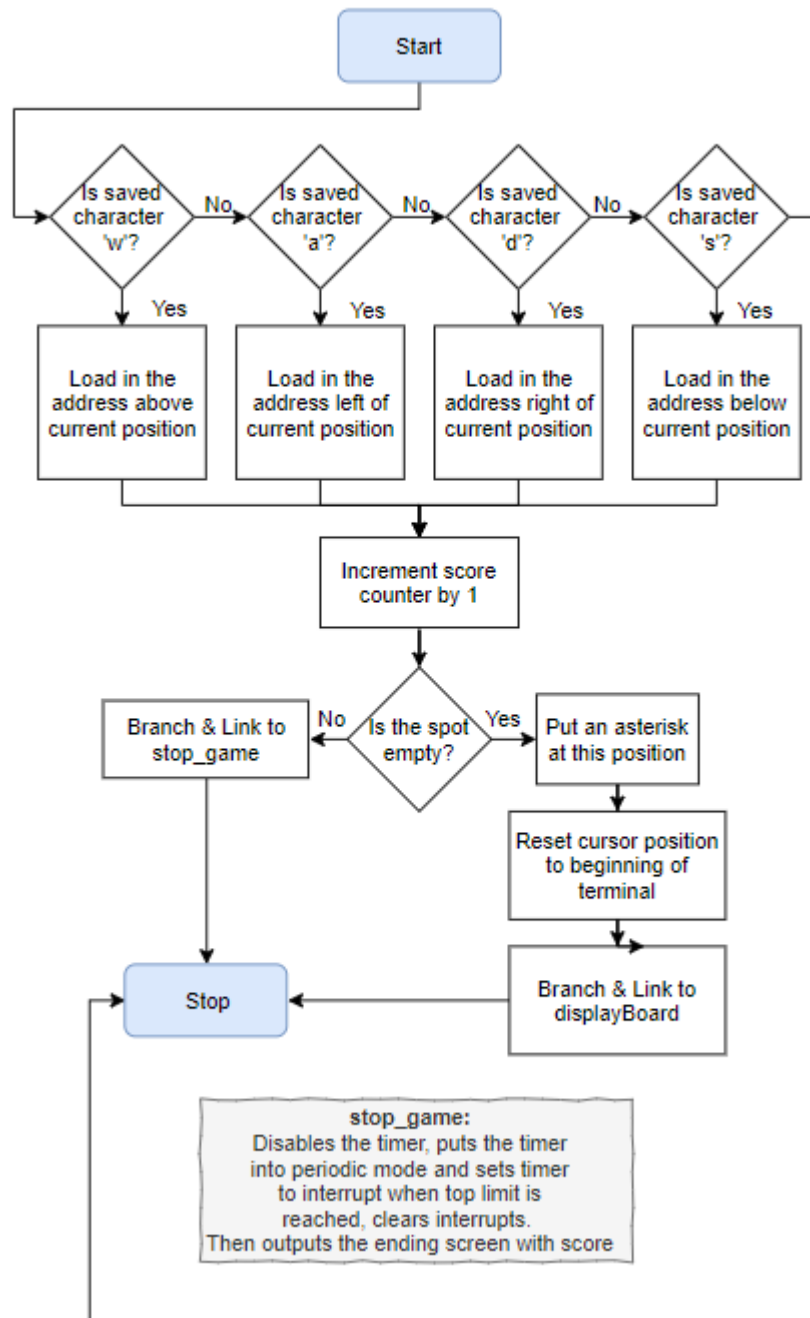 Start
Is saved
character
'w'?
No
Is saved
character
'a'?
No
Is saved
character
'd'?
No
Is saved
character
's'?
Yes
Yes
Yes
Yes
Load in the
address above
current position
Load in the
address left of
current position
Load in the
address right of
current position
Load in the
address below
current position
Increment score
counter by 1
Branch & Link to
stop_game
No
Is the spot
empty?
Yes
Put an asterisk
at this position
Reset cursor position
to beginning of
terminal
Stop
Branch & Link to
displayBoard
stop_game:
Disables the timer, puts the timer
into periodic mode and sets timer
to interrupt when top limit is
reached, clears interrupts.
Then outputs the ending screen with score